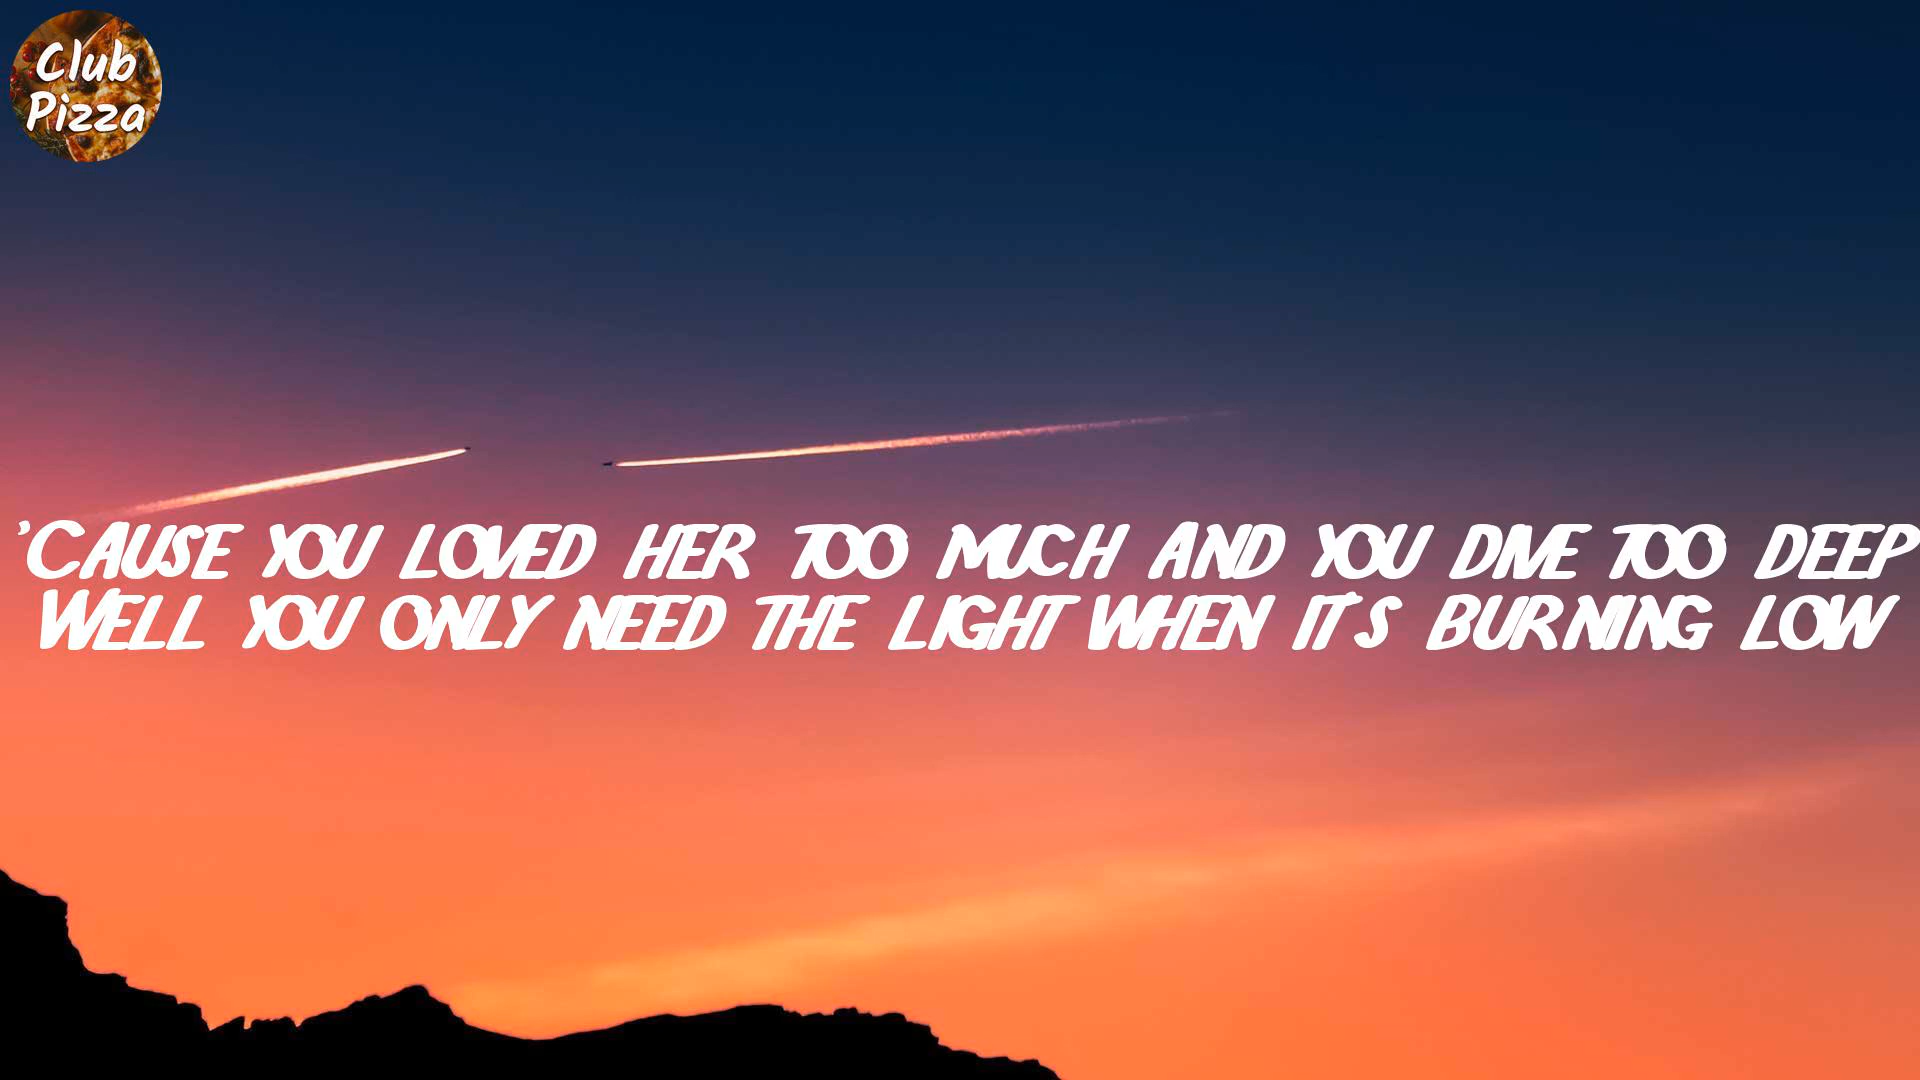 Club
Pizza
'CAUSE YOU LOVED HER TOO MUCH AND YOU DIVE TOO DEEP
WELL YOU ONLY NEED THE LIGHT WHEN IT'S BURNING LOW